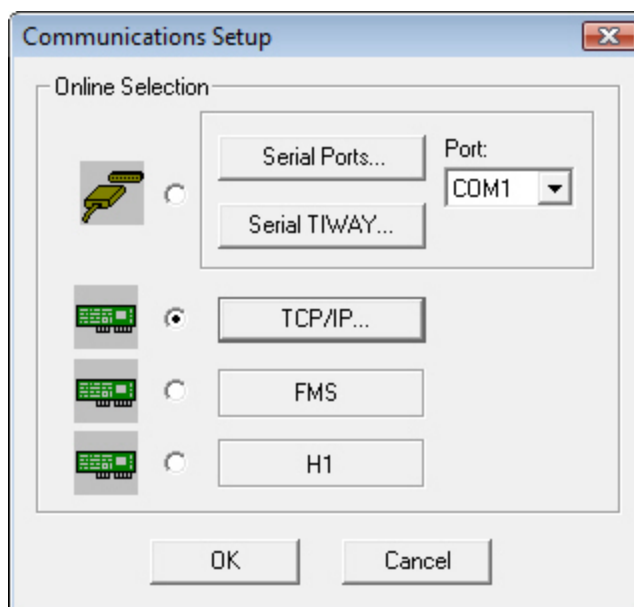 Communications Setup
Online Selection
Serial Ports...
Port:
COM1
Serial TIWAY...
TCP/IP...
FMS
H1
OK
Cancel